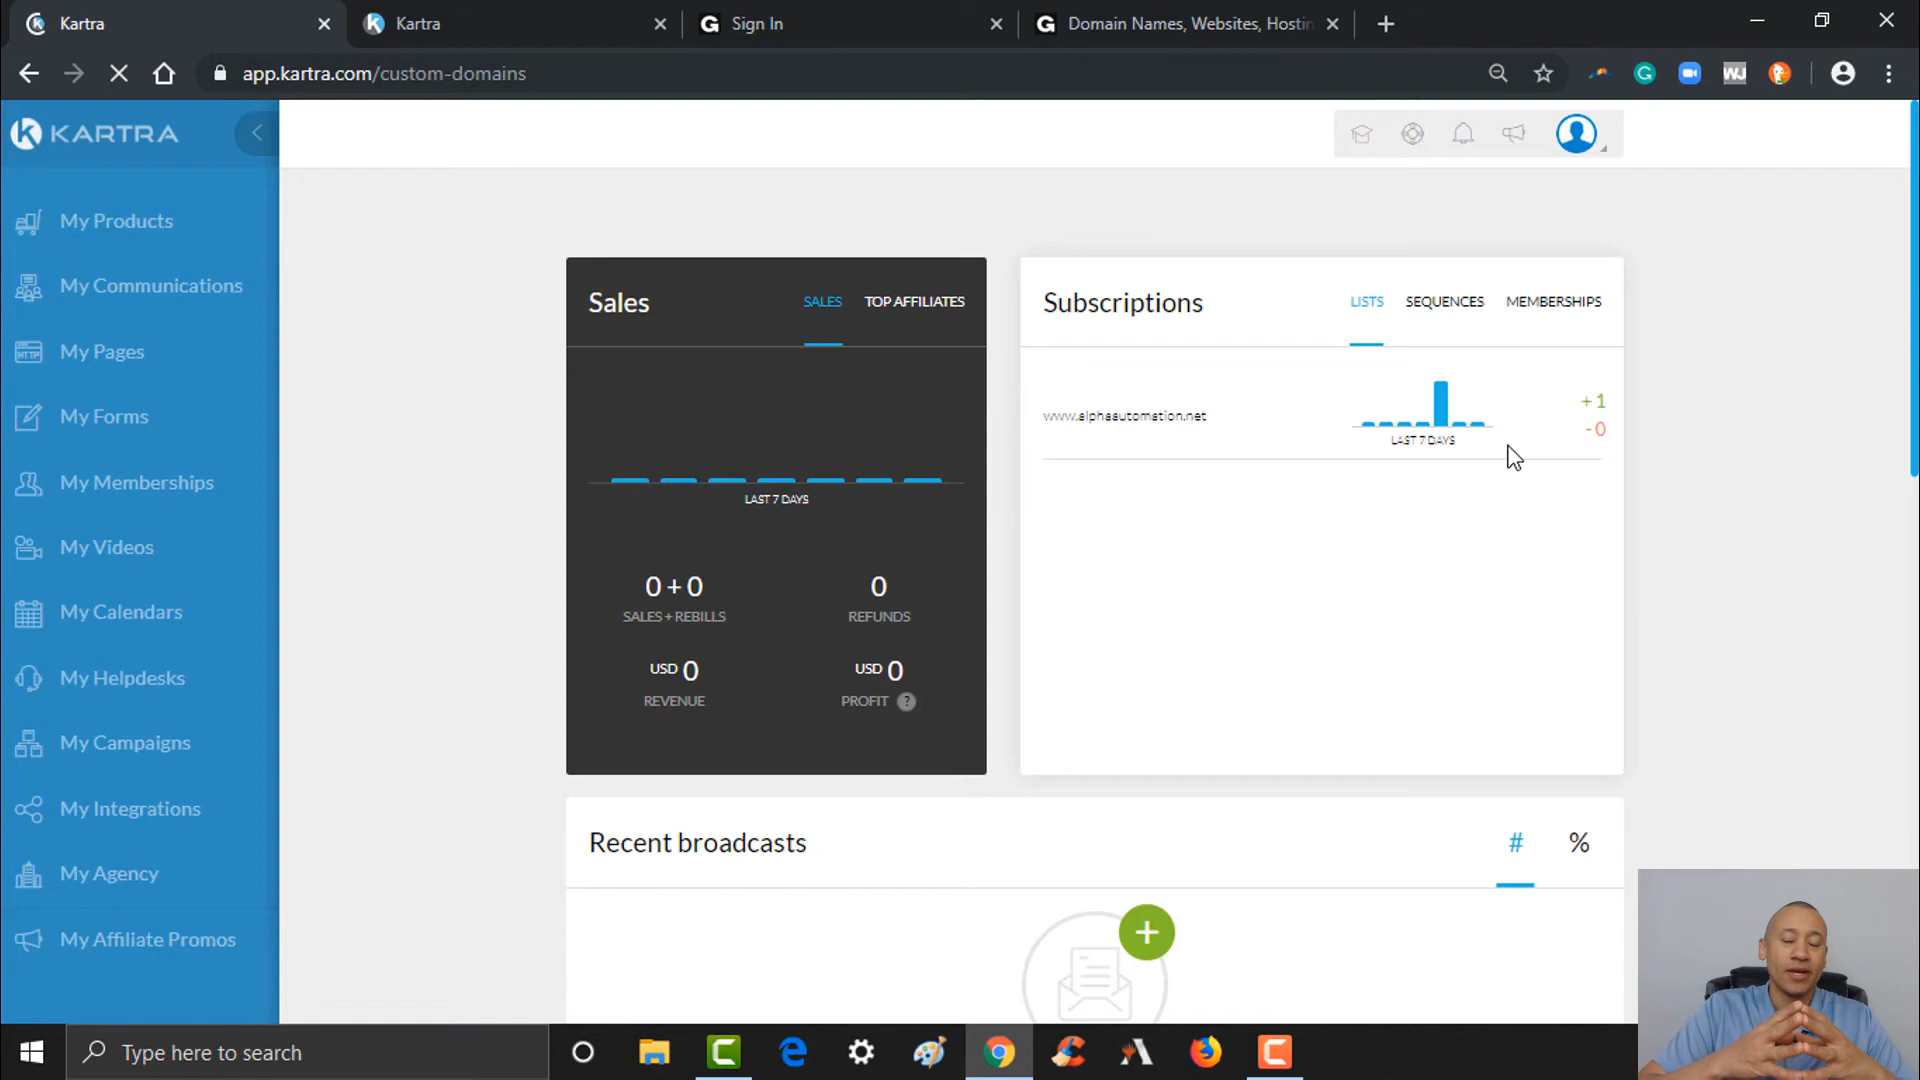 Kartra
Kartra
Sign In
Domain Names, Websites, Hostin
app.kartra.com/custom-domains
KARTRA
My Products
My Communications
My Pages
My Forms
My Memberships
My Videos
My Calendars
My Helpdesks
My Campaigns
My Integrations
My Agency
My Affiliate Promos
Sales
SALES
TOP AFFILIATES
LAST 7 DAYS
0 + 0
SALES + REBILLS
0
REFUNDS
USD 0
REVENUE
USD 0
PROFIT ?
Subscriptions
LISTS
SEQUENCES
MEMBERSHIPS
www.alphaautomation.net
LAST 7 DAYS
+ 1
- 0
Recent broadcasts
#
%
Type here to search